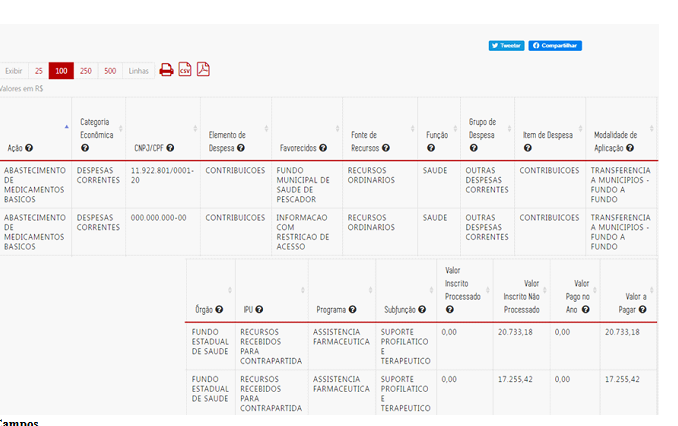 Tweetar Compartilhar
Exibir 25 100 250 500 Linhas CSV
Valores em R$
Ação Categoria Econômica CNPJ/CPF Elemento de Despesa Favorecidos Fonte de Recursos Função Grupo de Despesa Item de Despesa Modalidade de Aplicação
ABASTECIMENTO DESPESAS 11.922.801/0001- CONTRIBUICOES FUNDO RECURSOS SAUDE OUTRAS CONTRIBUICOES TRANSFERENCIA
DE CORRENTES 20 MUNICIPAL DE ORDINARIOS DESPESAS A MUNICIPIOS -
MEDICAMENTOS SAUDE DE CORRENTES FUNDO A
BASICOS PESCADOR FUNDO
ABASTECIMENTO DESPESAS 000.000.000-00 CONTRIBUICOES INFORMACAO RECURSOS SAUDE OUTRAS CONTRIBUICOES TRANSFERENCIA
DE CORRENTES COM ORDINARIOS DESPESAS A MUNICIPIOS -
MEDICAMENTOS RESTRICAO DE CORRENTES FUNDO A
BASICOS ACESSO FUNDO
Órgão IPU Programa Subfunção Valor Inscrito Processado Valor Inscrito Não Processado Valor Pago no Ano Valor a Pagar
FUNDO RECURSOS ASSISTENCIA SUPORTE 0,00 20.733,18 0,00 20.733,18
ESTADUAL RECEBIDOS FARMACEUTICA PROFILATICO
DE SAUDE PARA E
CONTRAPARTIDA TERAPEUTICO
FUNDO RECURSOS ASSISTENCIA SUPORTE 0,00 17.255,42 0,00 17.255,42
ESTADUAL RECEBIDOS FARMACEUTICA PROFILATICO
DE SAUDE PARA E
CONTRAPARTIDA TERAPEUTICO
Campos